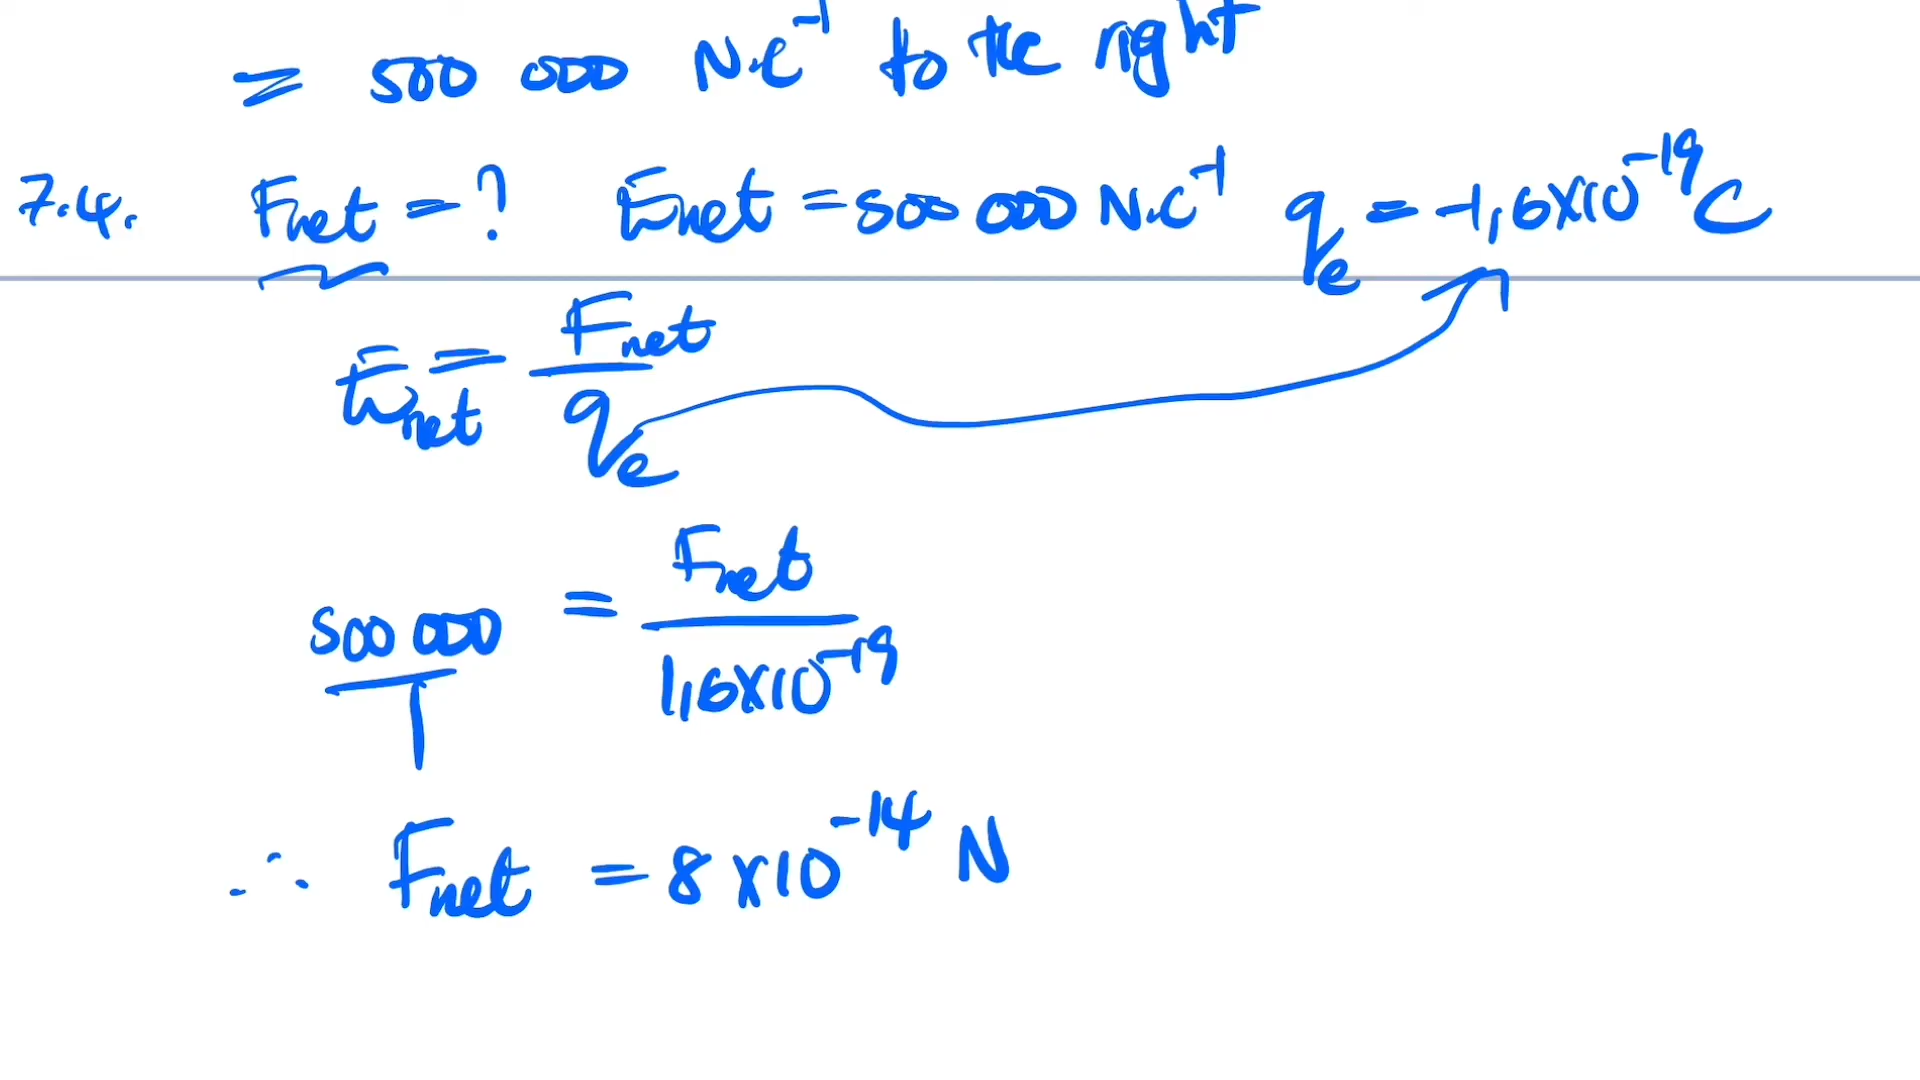 = 500 000 N.C⁻¹ to the right
7.4. Fnet = ? Enet = 500 000 N.C⁻¹ qe = -1,6×10⁻¹⁹ C
Enet = Fnet / qe
500 000 / 1 = Fnet / 1,6×10⁻¹⁹
∴ Fnet = 8 ×10⁻¹⁴ N